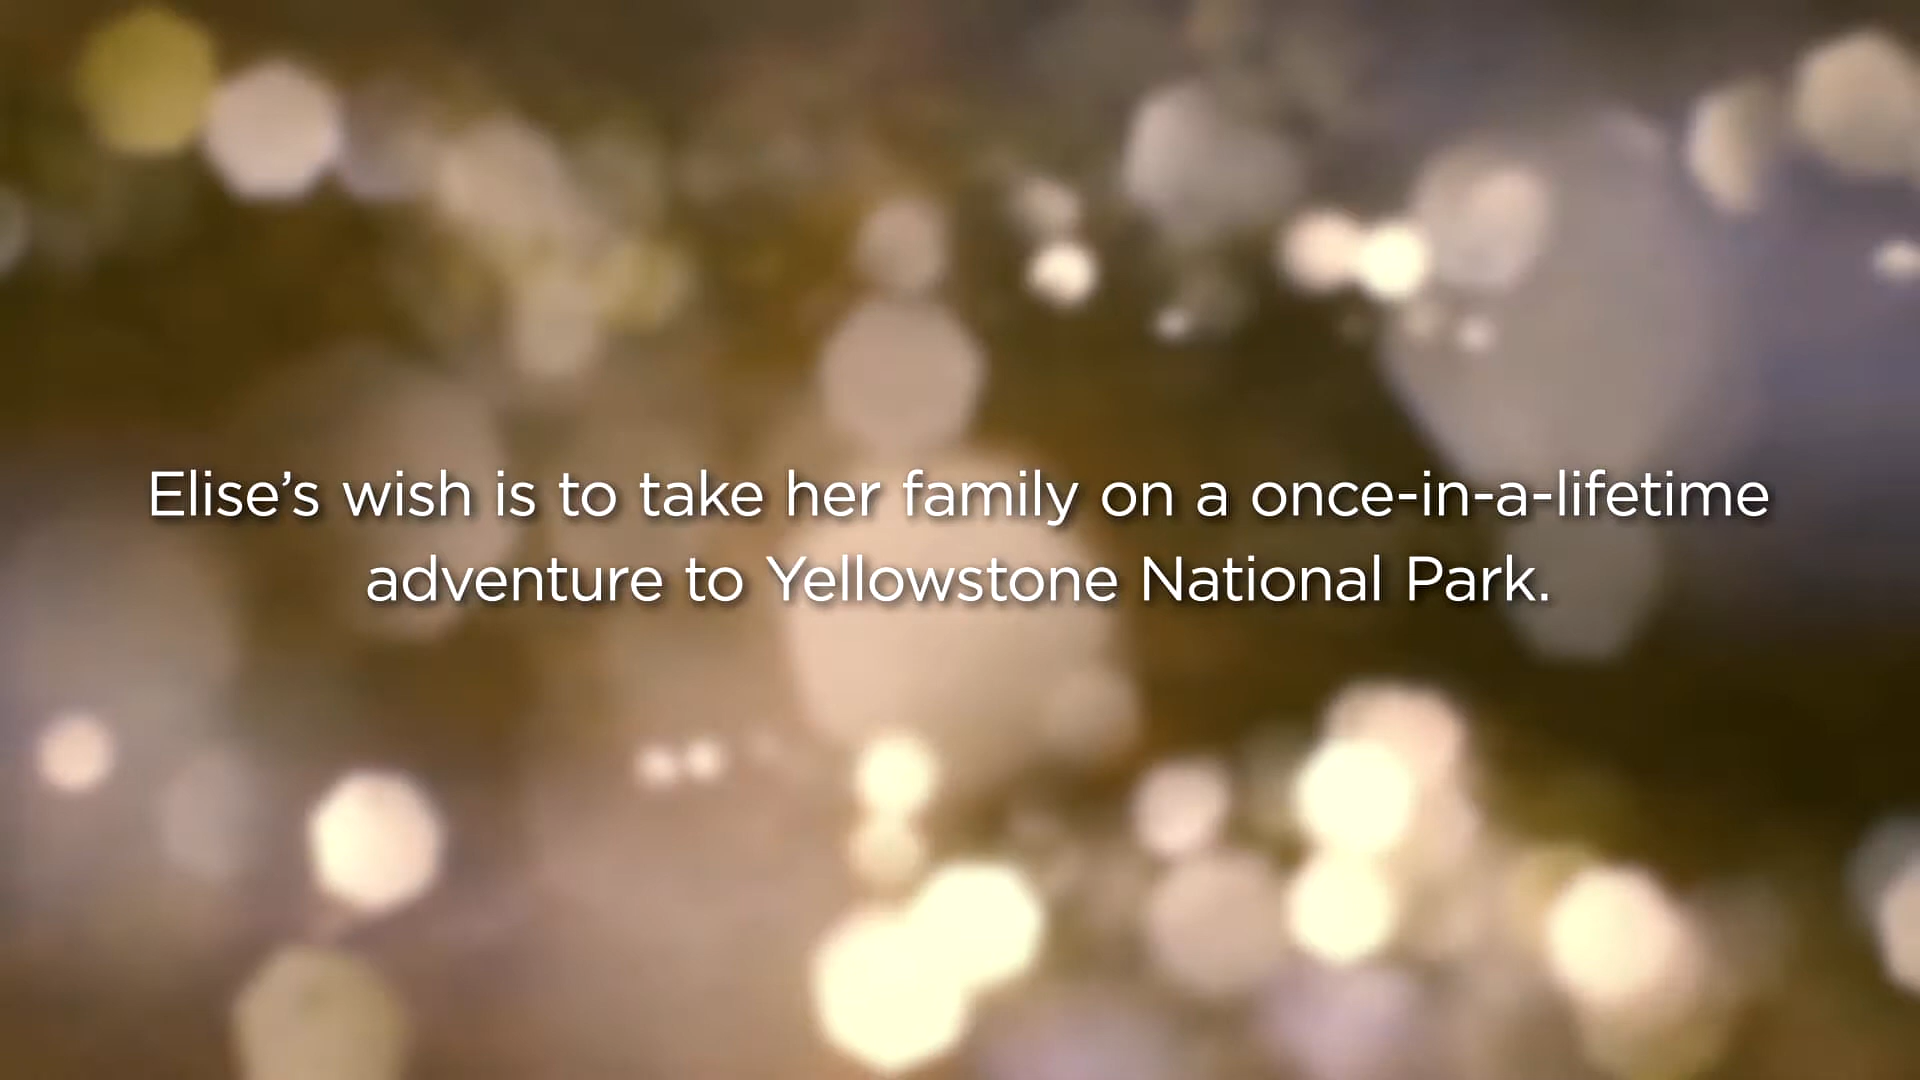 Elise’s wish is to take her family on a once-in-a-lifetime
adventure to Yellowstone National Park.